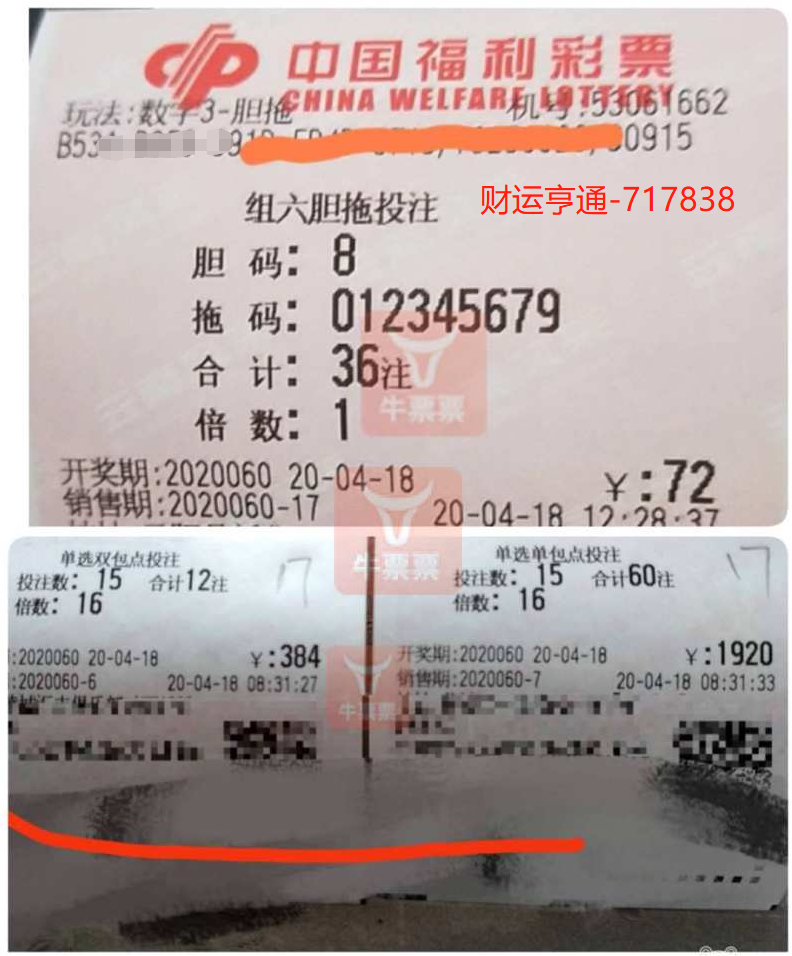 中国福利彩票
CHINA WELFARE LOTTERY
玩法:数字3-胆拖 机号:53061662
00915
组六胆拖投注 财运亨通-717838
胆 码: 8
拖 码: 012345679
合 计: 36注
倍 数: 1
牛票票
开奖期:2020060 20-04-18 ¥:72
销售期:2020060-17 20-04-18 12:28:37
单选双包点投注
投注数: 15 合计12注
倍数: 16
17
:2020060 20-04-18 ¥:384
:2020060-6 20-04-18 08:31:27
牛票票
单选单包点投注
投注数: 15 合计60注
倍数: 16
17
开奖期:2020060 20-04-18 ¥:1920
销售期:2020060-7 20-04-18 08:31:33
牛票票